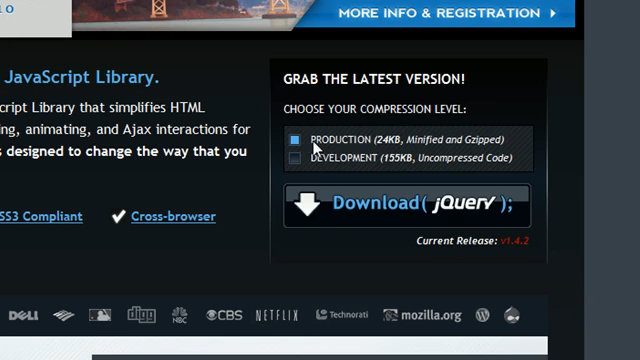 MORE INFO & REGISTRATION
JavaScript Library.
GRAB THE LATEST VERSION!
cript Library that simplifies HTML
CHOOSE YOUR COMPRESSION LEVEL:
ng, animating, and Ajax interactions for
PRODUCTION (24KB, Minified and Gzipped)
s designed to change the way that you
DEVELOPMENT (155KB, Uncompressed Code)
Download( jQuery );
SS3 Compliant
Cross-browser
Current Release: v1.4.2
DELL
digg
NBC
CBS
NETFLIX
Technorati
mozilla.org